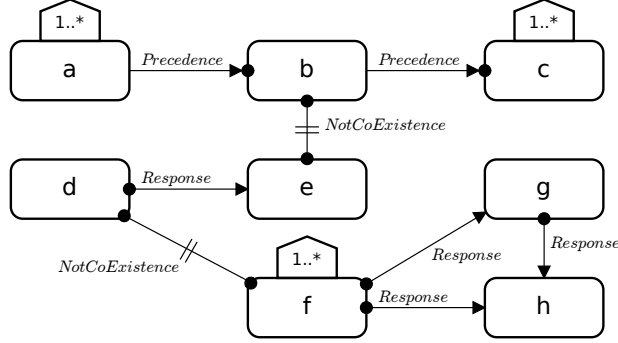 1..*
1..*
a
Precedence
b
Precedence
c
NotCoExistence
d
Response
e
g
NotCoExistence
1..*
Response
Response
f
Response
h